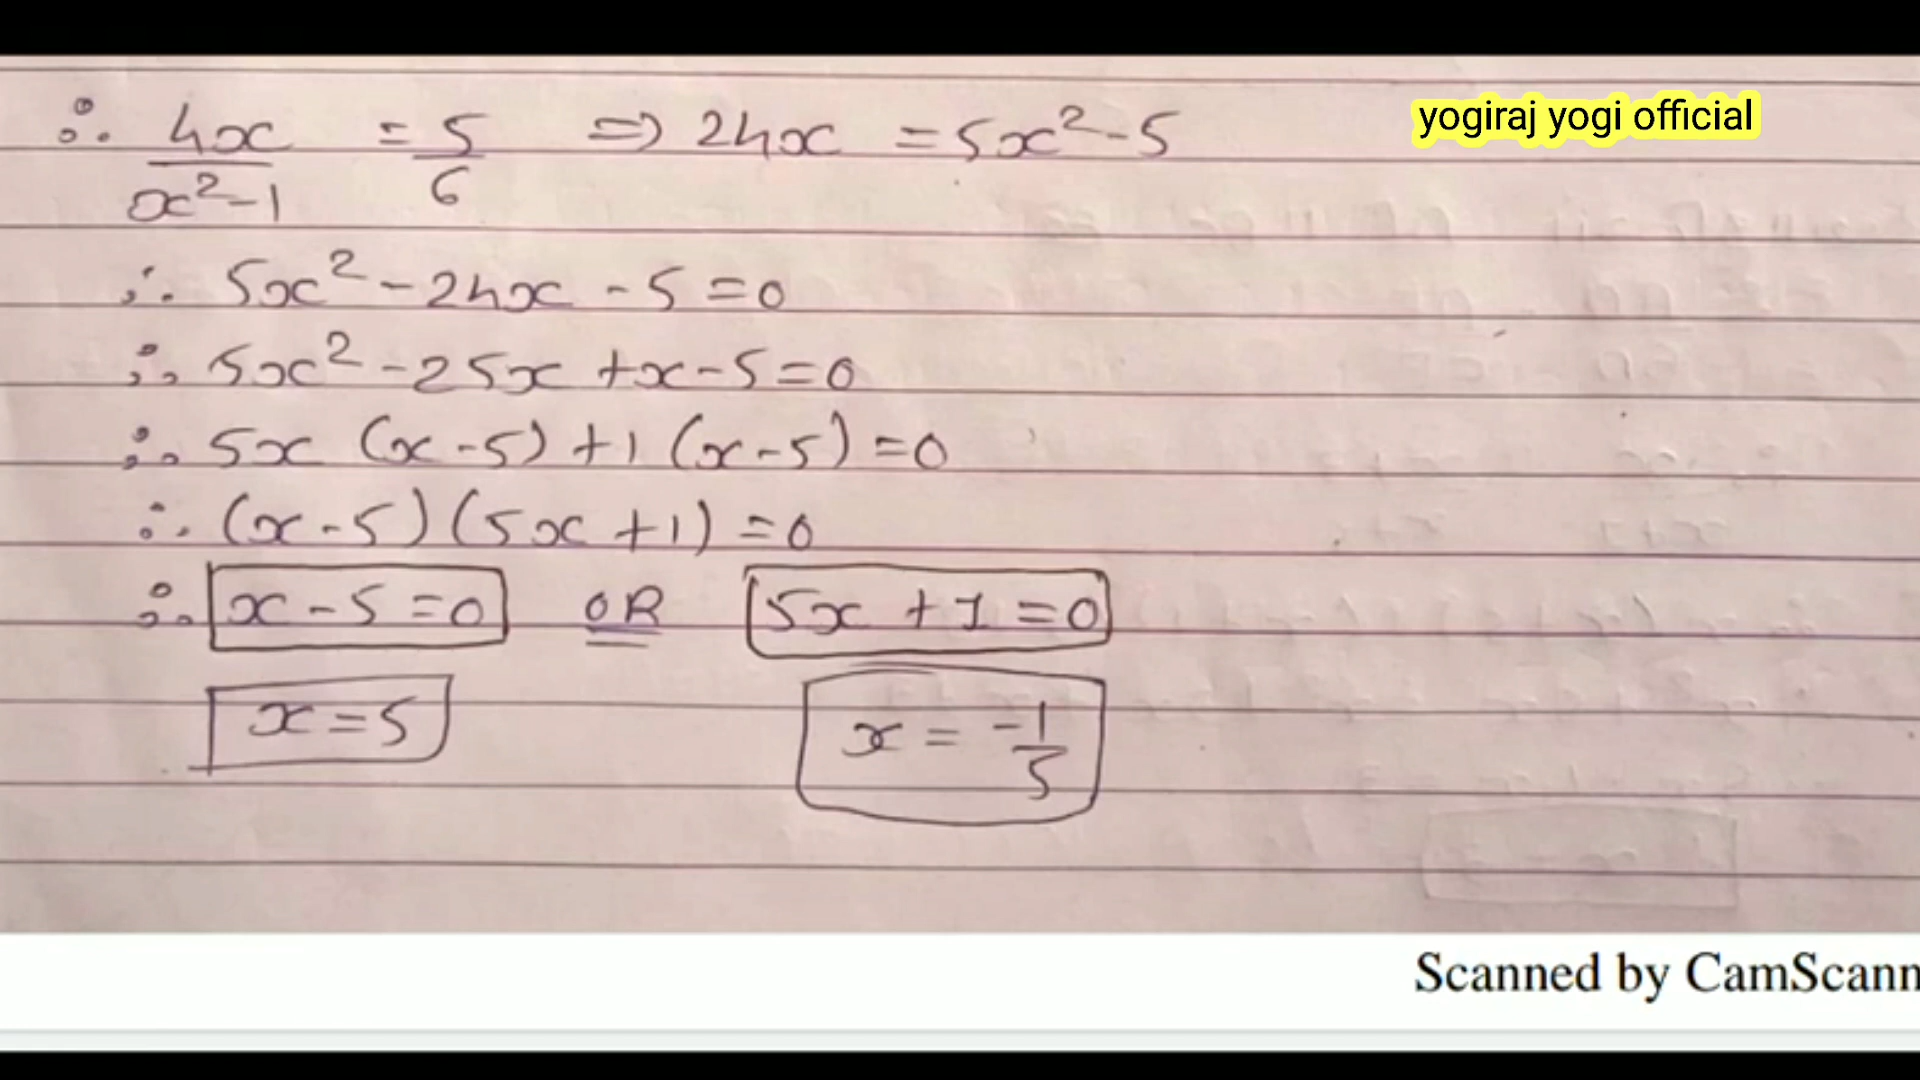 ∴ 4x/(x²-1) = 5/6 ⇒ 24x = 5x²-5
yogiraj yogi official
∴ 5x² - 24x - 5 = 0
∴ 5x² - 25x + x - 5 = 0
∴ 5x (x-5) + 1 (x-5) = 0
∴ (x-5) (5x+1) = 0
∴ x - 5 = 0 OR 5x + 1 = 0
x = 5 x = -1/5
Scanned by CamScann